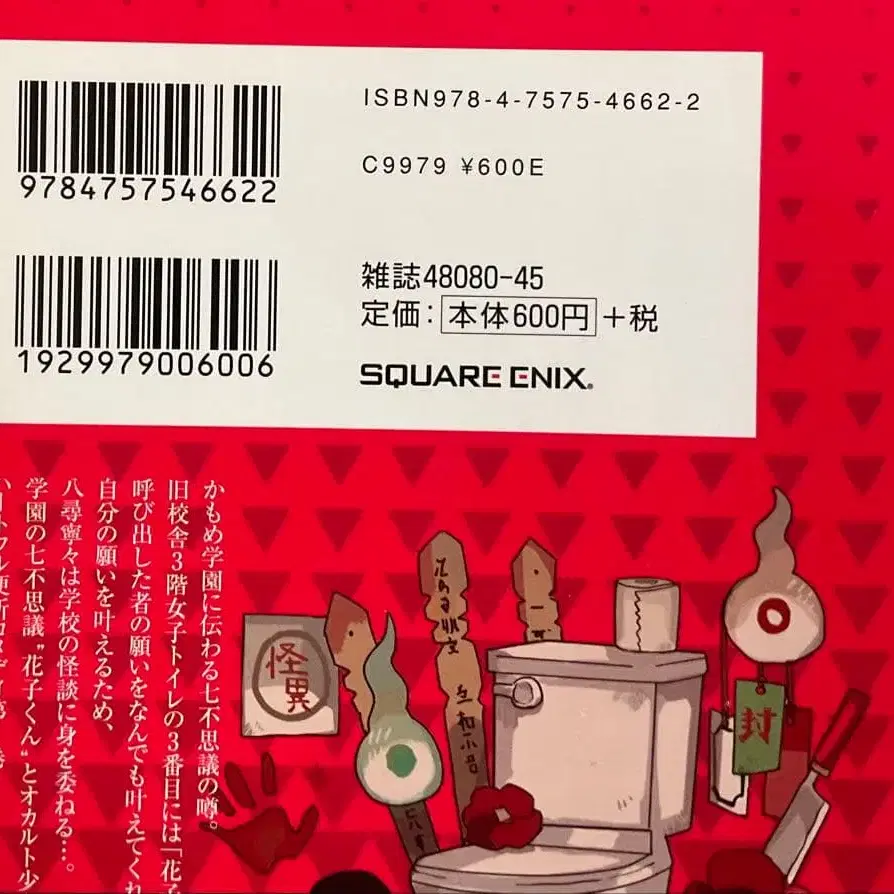 ISBN978-4-7575-4662-2
9784757546622
C9979 ¥600E
1929979006006
雑誌48080-45
定価:本体600円+税
SQUARE ENIX.
かもめ学園に伝わる七不思議の噂。
旧校舎3階女子トイレの3番目には「花子
呼び出した者の願いをなんでも叶えてくれ
自分の願いを叶えるため、
八尋寧々は学校の怪談に身を委ねる…。
学園の七不思議"花子くん"とオカルト少
怪異
封